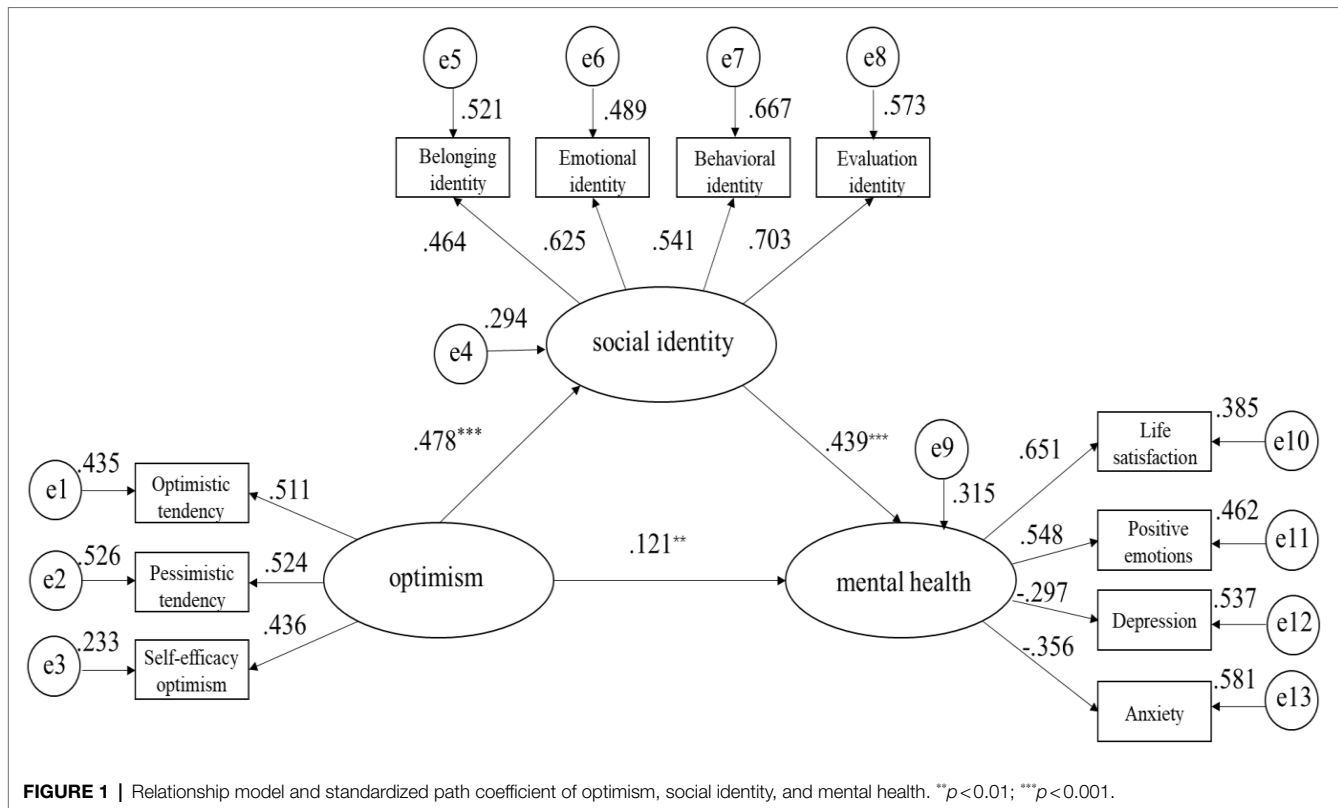 e5
e6
e7
e8
.521
.489
.667
.573
Belonging
identity
Emotional
identity
Behavioral
identity
Evaluation
identity
.464
.625
.541
.703
e4
.294
social identity
.478***
.439***
e9
.315
.651
.385
Life
satisfaction
e10
e1
.435
Optimistic
tendency
.511
e2
.526
Pessimistic
tendency
.524
e3
.233
Self-efficacy
optimism
.436
optimism
.121**
mental health
.548
Positive
emotions
.462
e11
-.297
Depression
.537
e12
-.356
Anxiety
.581
e13
FIGURE 1 | Relationship model and standardized path coefficient of optimism, social identity, and mental health. **p<0.01; ***p<0.001.